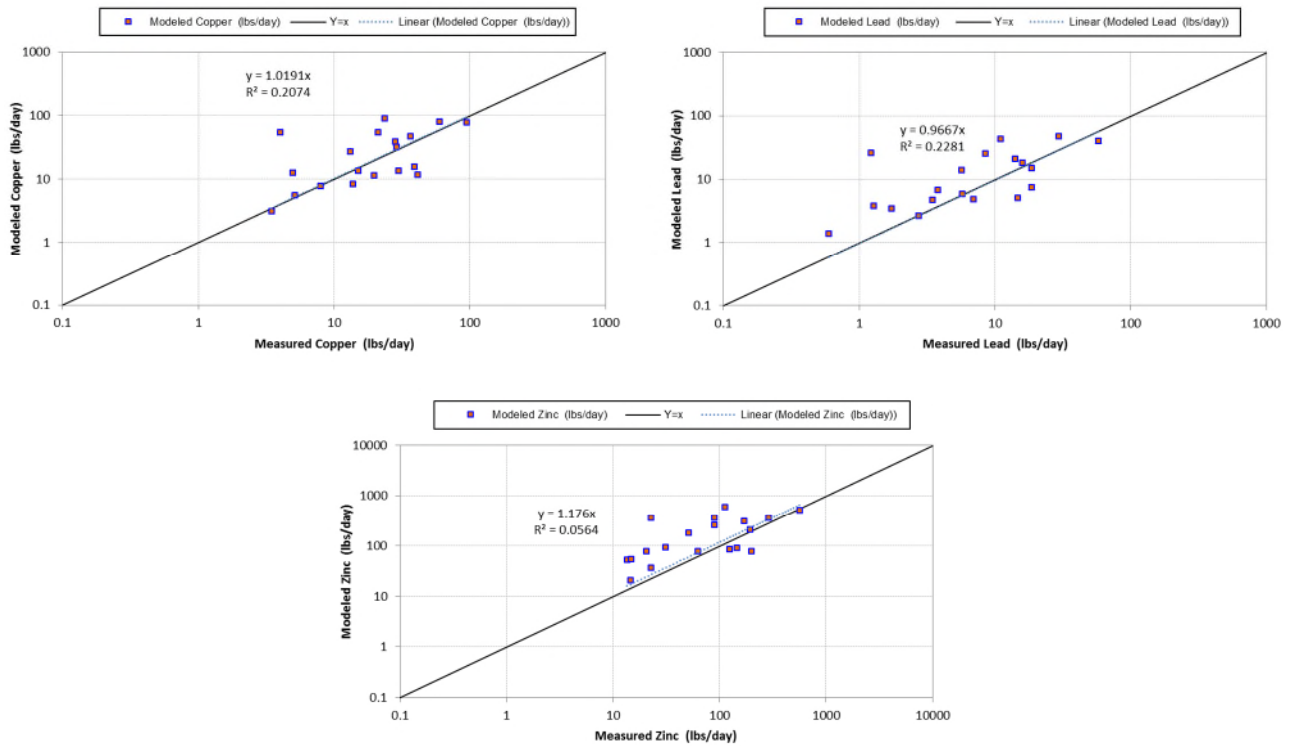 Modeled Copper (lbs/day) Y=x Linear (Modeled Copper (lbs/day))
1000
100
10
1
0.1
Modeled Copper (lbs/day)
y = 1.0191x
R² = 0.2074
0.1 1 10 100 1000
Measured Copper (lbs/day)
Modeled Lead (lbs/day) Y=x Linear (Modeled Lead (lbs/day))
1000
100
10
1
0.1
Modeled Lead (lbs/day)
y = 0.9667x
R² = 0.2281
0.1 1 10 100 1000
Measured Lead (lbs/day)
Modeled Zinc (lbs/day) Y=x Linear (Modeled Zinc (lbs/day))
10000
1000
100
10
1
0.1
Modeled Zinc (lbs/day)
y = 1.176x
R² = 0.0564
0.1 1 10 100 1000 10000
Measured Zinc (lbs/day)